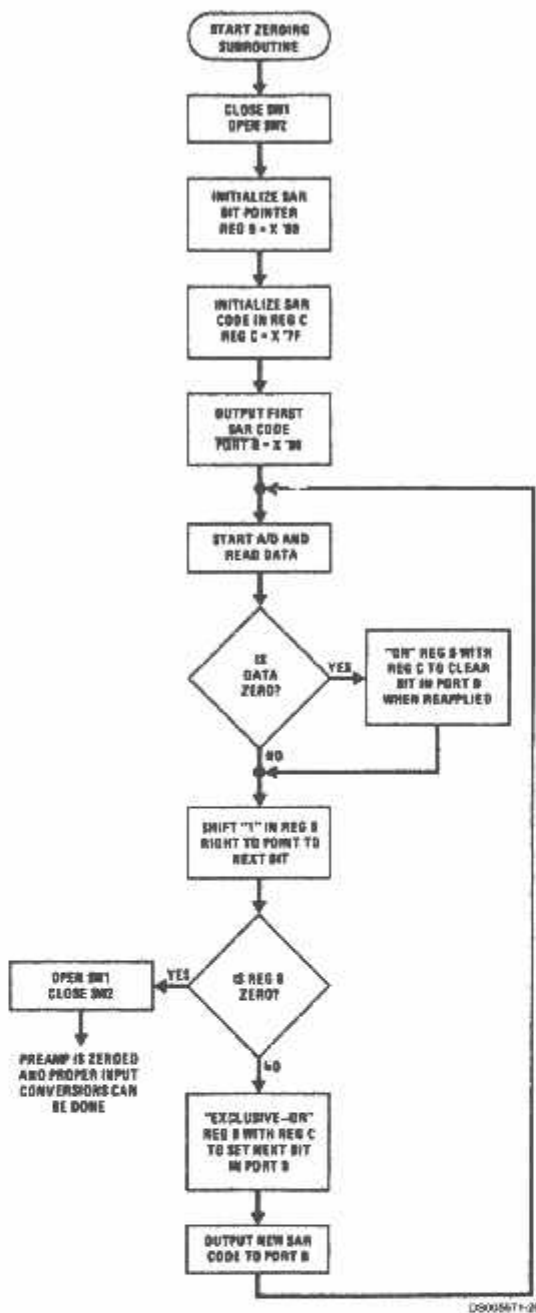 START ZEROING
SUBROUTINE
CLOSE SW1
OPEN SW2
INITIALIZE SAR
BIT POINTER
REG B = X '80
INITIALIZE SAR
CODE IN REG C
REG C = X '7F
OUTPUT FIRST
SAR CODE
PORT B = X '80
START A/D AND
READ DATA
IS
DATA
ZERO?
YES
"OR" REG B WITH
REG C TO CLEAR
BIT IN PORT B
WHEN REAPPLIED
NO
SHIFT "1" IN REG B
RIGHT TO POINT TO
NEXT BIT
IS REG B
ZERO?
YES
OPEN SW1
CLOSE SW2
PREAMP IS ZEROED
AND PROPER INPUT
CONVERSIONS CAN
BE DONE
NO
"EXCLUSIVE-OR"
REG B WITH REG C
TO SET NEXT BIT
IN PORT B
OUTPUT NEW SAR
CODE TO PORT B